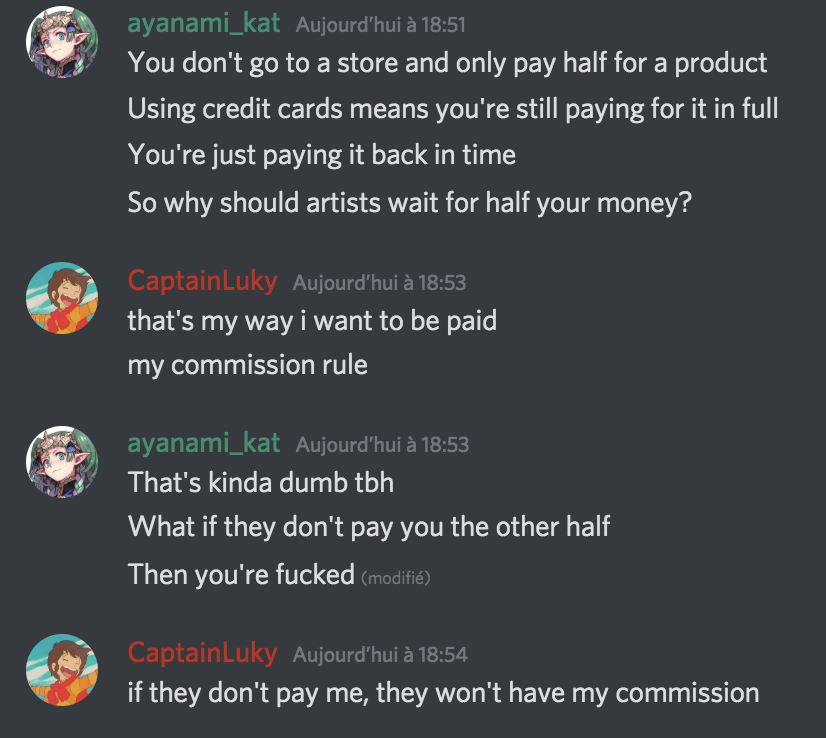 ayanami_kat Aujourd'hui à 18:51
You don't go to a store and only pay half for a product
Using credit cards means you're still paying for it in full
You're just paying it back in time
So why should artists wait for half your money?
CaptainLuky Aujourd'hui à 18:53
that's my way i want to be paid
my commission rule
ayanami_kat Aujourd'hui à 18:53
That's kinda dumb tbh
What if they don't pay you the other half
Then you're fucked (modifié)
CaptainLuky Aujourd'hui à 18:54
if they don't pay me, they won't have my commission